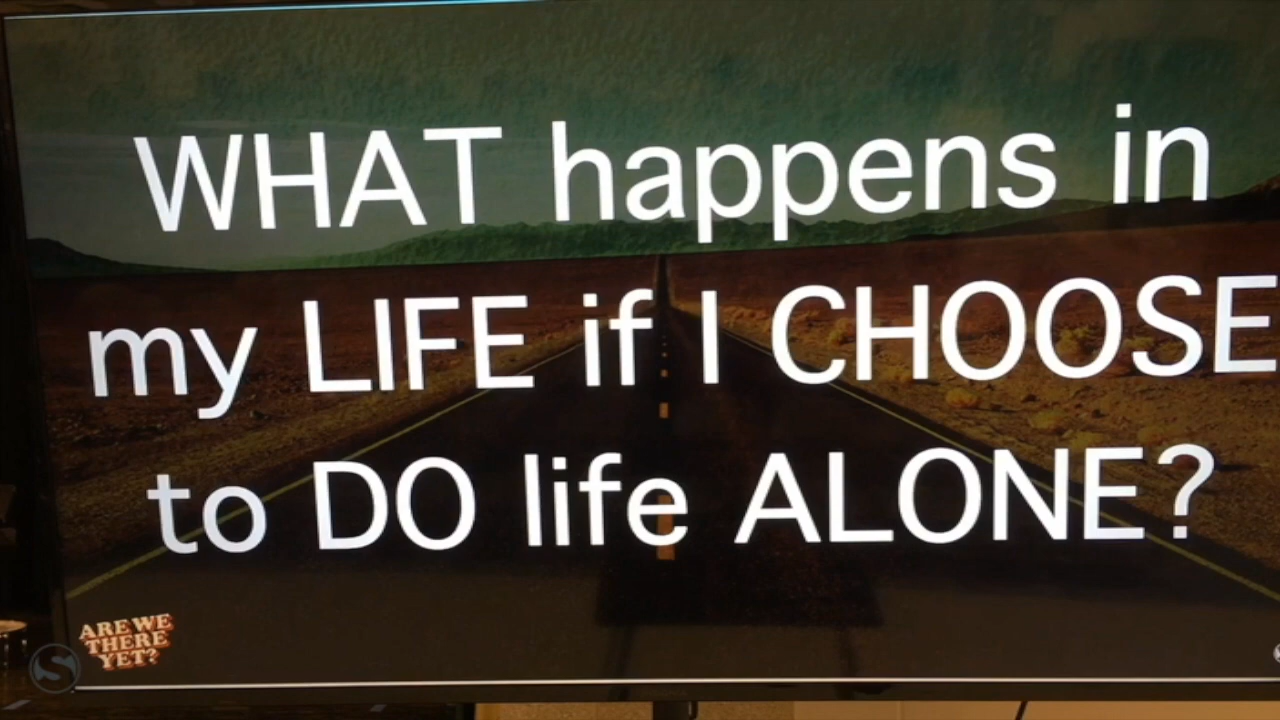 WHAT happens in
my LIFE if I CHOOSE
to DO life ALONE?
ARE WE
THERE
YET?
S